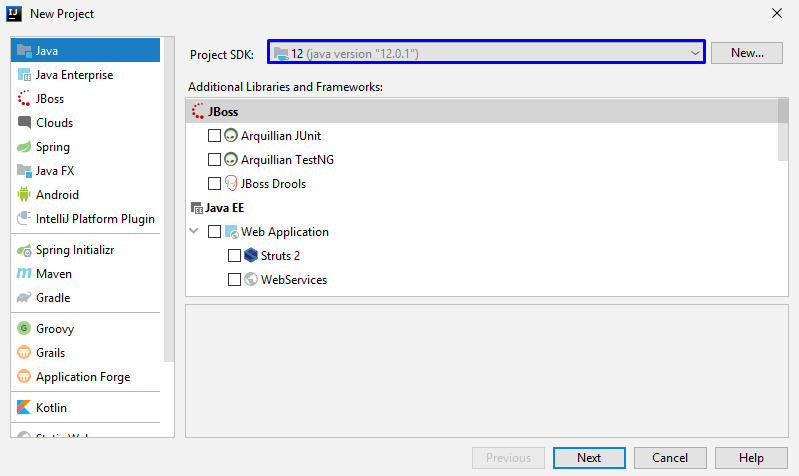 IJ New Project
Project SDK: 12 (java version "12.0.1") New...
Additional Libraries and Frameworks:
Java
Java Enterprise
JBoss
Clouds
Spring
Java FX
Android
IntelliJ Platform Plugin
Spring Initializr
m Maven
Gradle
G Groovy
Grails
Application Forge
Kotlin
JBoss
Arquillian JUnit
Arquillian TestNG
JBoss Drools
Java EE
Web Application
Struts 2
WebServices
Previous Next Cancel Help